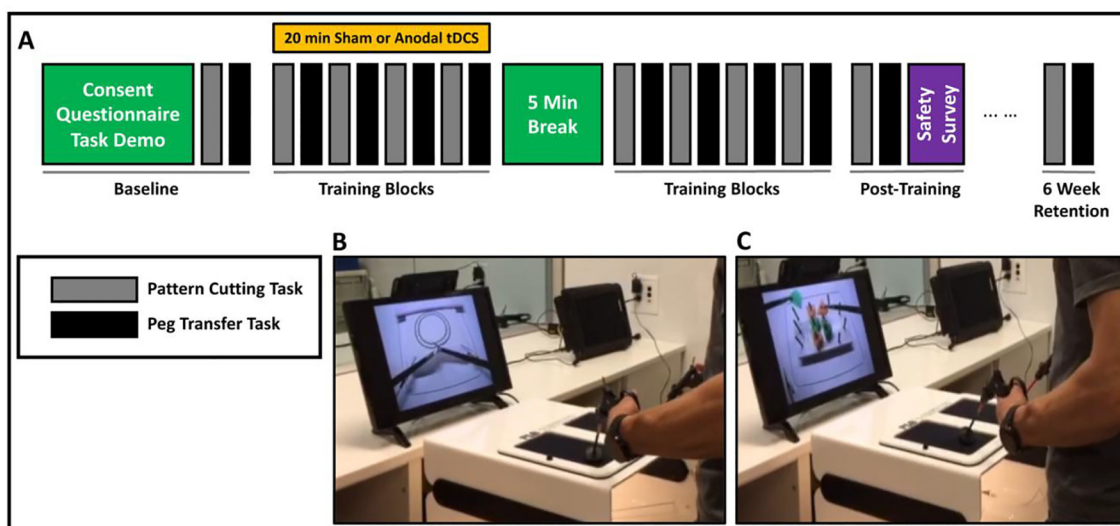 A
20 min Sham or Anodal tDCS
Consent
Questionnaire
Task Demo
5 Min
Break
Safety
Survey
... ...
Baseline
Training Blocks
Training Blocks
Post-Training
6 Week
Retention
Pattern Cutting Task
Peg Transfer Task
B
C